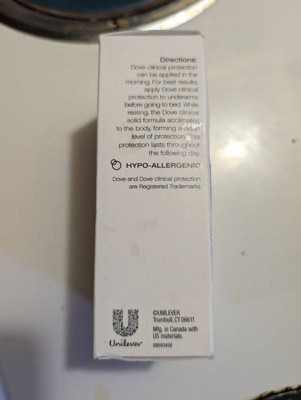 Directions:
Dove clinical protection
can be applied in the
morning. For best results,
apply Dove clinical
protection to underarms
before going to bed. While
resting, the Dove clinical
solid formula acclimates
to the body, forming a
level of protection.
protection lasts throughout
the following day.
HYPO-ALLERGENIC
Dove and Dove clinical protection
are Registered Trademarks
Unilever
©UNILEVER
Trumbull, CT 06611
Mfg. in Canada with
US materials.